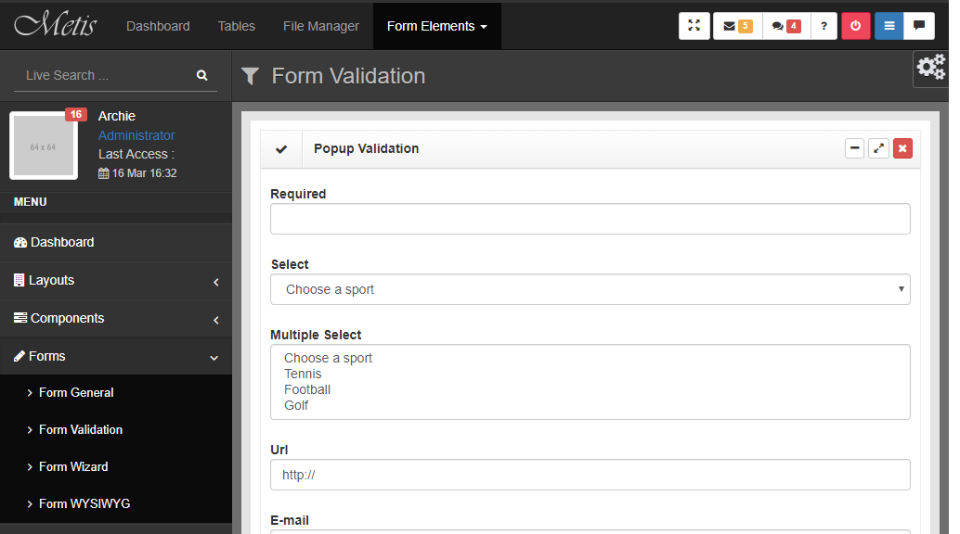 Metis
Dashboard
Tables
File Manager
Form Elements
5
4
?
Live Search ...
Form Validation
16
64 x 64
Archie
Administrator
Last Access :
16 Mar 16:32
MENU
Dashboard
Layouts
Components
Forms
Form General
Form Validation
Form Wizard
Form WYSIWYG
Popup Validation
Required
Select
Choose a sport
Multiple Select
Choose a sport
Tennis
Football
Golf
Url
http://
E-mail